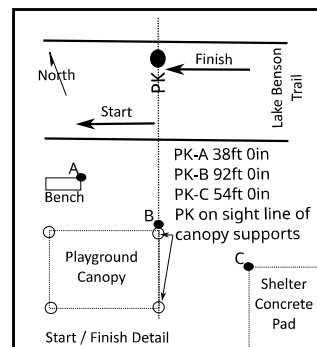 North
PK
Finish
Start
Lake Benson
Trail
PK-A 38ft 0in
PK-B 92ft 0in
PK-C 54ft 0in
PK on sight line of
canopy supports
A
Bench
B
Playground
Canopy
C
Shelter
Concrete
Pad
Start / Finish Detail